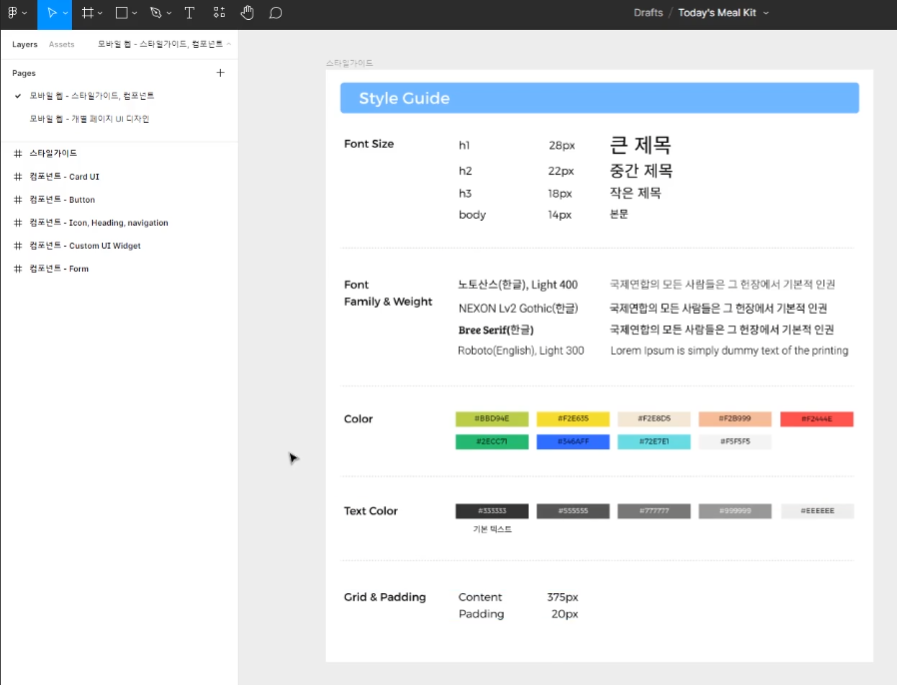 Drafts / Today's Meal Kit
Layers Assets 모바일 웹 - 스타일가이드, 컴포넌트
Pages
모바일 웹 - 스타일가이드, 컴포넌트
모바일 웹 - 개별 페이지 UI 디자인
스타일가이드
컴포넌트 - Card UI
컴포넌트 - Button
컴포넌트 - Icon, Heading, navigation
컴포넌트 - Custom UI Widget
컴포넌트 - Form
스타일가이드
Style Guide
Font Size
h1 28px 큰 제목
h2 22px 중간 제목
h3 18px 작은 제목
body 14px 본문
Font
Family & Weight
노토산스(한글), Light 400 국제연합의 모든 사람들은 그 헌장에서 기본적 인권
NEXON Lv2 Gothic(한글) 국제연합의 모든 사람들은 그 헌장에서 기본적 인권
Bree Serif(한글) 국제연합의 모든 사람들은 그 헌장에서 기본적 인권
Roboto(English), Light 300 Lorem Ipsum is simply dummy text of the printing
Color
#BBD94E #F2E635 #F2E8D5 #F2B999 #F2444E
#2ECC71 #346AFF #72E7E1 #F5F5F5
Text Color
#333333 #555555 #777777 #999999 #EEEEEE
기본 텍스트
Grid & Padding
Content 375px
Padding 20px